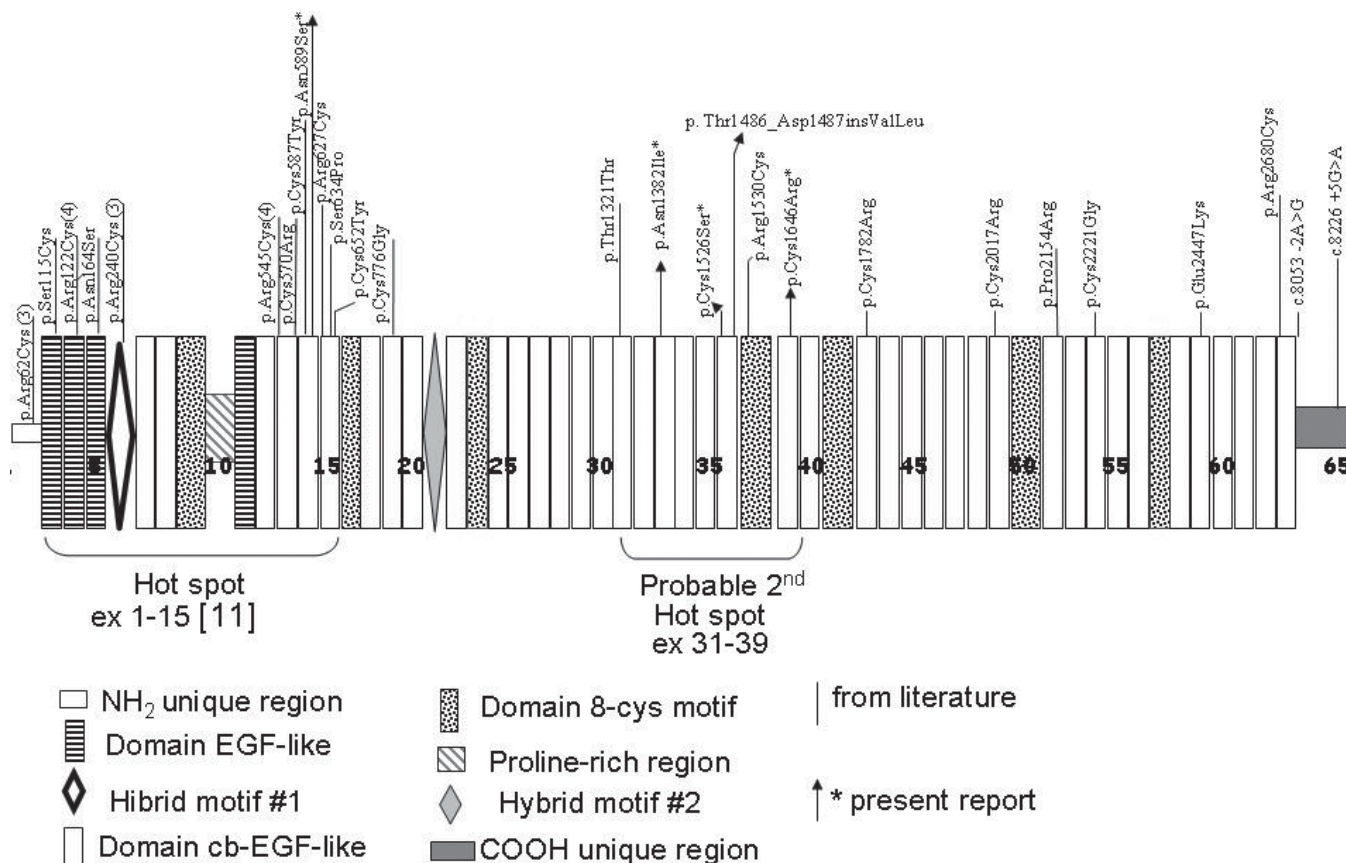 p.Arg62Cys (3)
p.Ser115Cys
p.Arg122Cys(4)
p.Asn164Ser
p.Arg240Cys (3)
p.Arg545Cys(4)
p.Cys570Arg
p.Cys587Tyr
p.Asn589Ser*
p.Arg627Cys
p.Ser634Pro
p.Cys652Tyr
p.Cys776Gly
p.Thr1321Thr
p.Asn1382Ile*
p.Cys1526Ser*
p. Thr1486_Asp1487insValLeu
p.Arg1530Cys
p.Cys1646Arg*
p.Cys1782Arg
p.Cys2017Arg
p.Pro2154Arg
p.Cys2221Gly
p.Glu2447Lys
p.Arg2680Cys
c.8053 -2A>G
c.8226 +5G>A
10 15 20 25 30 35 40 45 50 55 60 65
Hot spot
ex 1-15 [11]
Probable 2nd
Hot spot
ex 31-39
NH2 unique region
Domain EGF-like
Hibrid motif #1
Domain cb-EGF-like
Domain 8-cys motif
Proline-rich region
Hybrid motif #2
COOH unique region
from literature
* present report